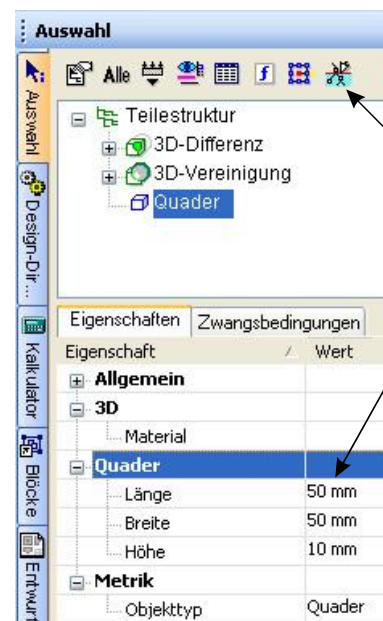 Auswahl
Alle
Auswahl
Teilestruktur
3D-Differenz
3D-Vereinigung
Quader
Design-Dir...
Eigenschaften Zwangsbedingungen
Eigenschaft Wert
Allgemein
3D
Material
Quader
Länge 50 mm
Breite 50 mm
Höhe 10 mm
Metrik
Objekttyp Quader
Kalkulator
Blöcke
Entwurf